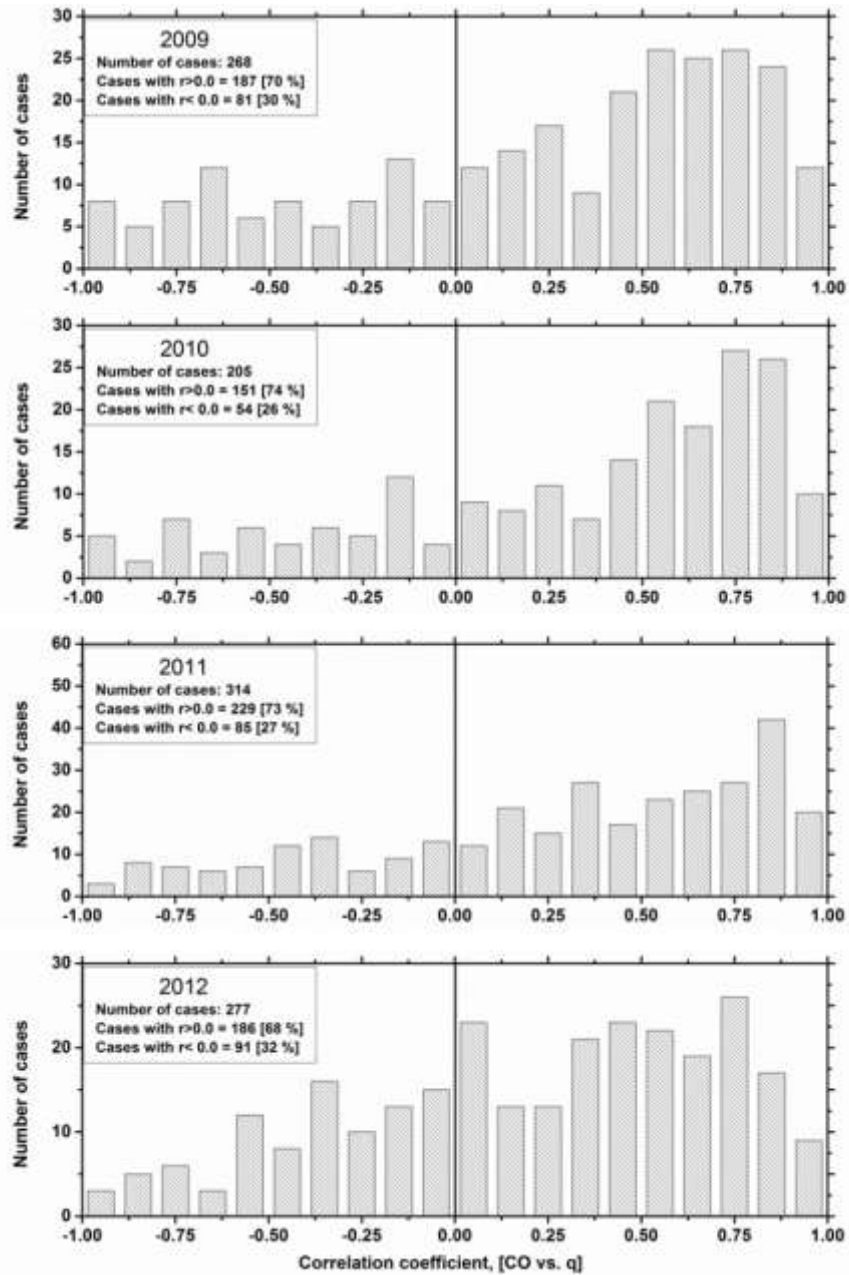 2009
Number of cases: 268
Cases with r>0.0 = 187 [70 %]
Cases with r< 0.0 = 81 [30 %]
Number of cases
30
25
20
15
10
5
0
-1.00 -0.75 -0.50 -0.25 0.00 0.25 0.50 0.75 1.00
2010
Number of cases: 205
Cases with r>0.0 = 151 [74 %]
Cases with r< 0.0 = 54 [26 %]
Number of cases
30
25
20
15
10
5
0
-1.00 -0.75 -0.50 -0.25 0.00 0.25 0.50 0.75 1.00
2011
Number of cases: 314
Cases with r>0.0 = 229 [73 %]
Cases with r< 0.0 = 85 [27 %]
Number of cases
60
50
40
30
20
10
0
-1.00 -0.75 -0.50 -0.25 0.00 0.25 0.50 0.75 1.00
2012
Number of cases: 277
Cases with r>0.0 = 186 [68 %]
Cases with r< 0.0 = 91 [32 %]
Number of cases
30
20
10
0
-1.00 -0.75 -0.50 -0.25 0.00 0.25 0.50 0.75 1.00
Correlation coefficient, [CO vs. q]